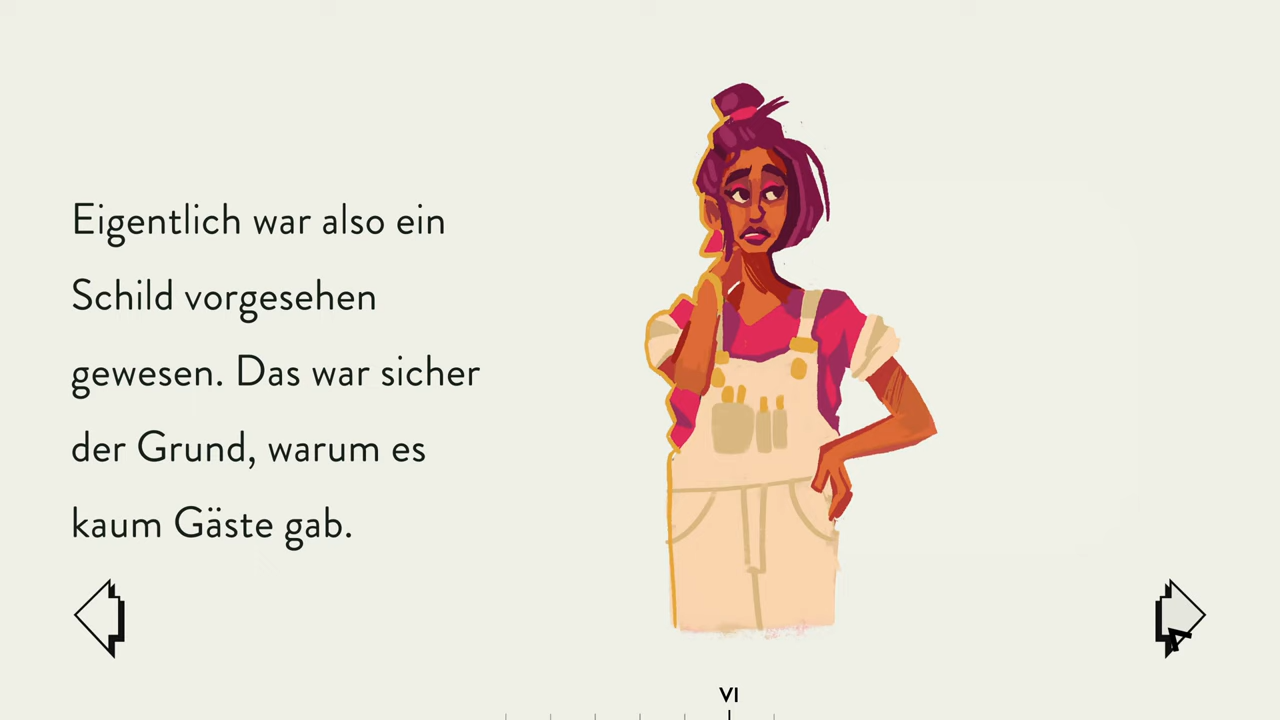 Eigentlich war also ein
Schild vorgesehen
gewesen. Das war sicher
der Grund, warum es
kaum Gäste gab.
VI